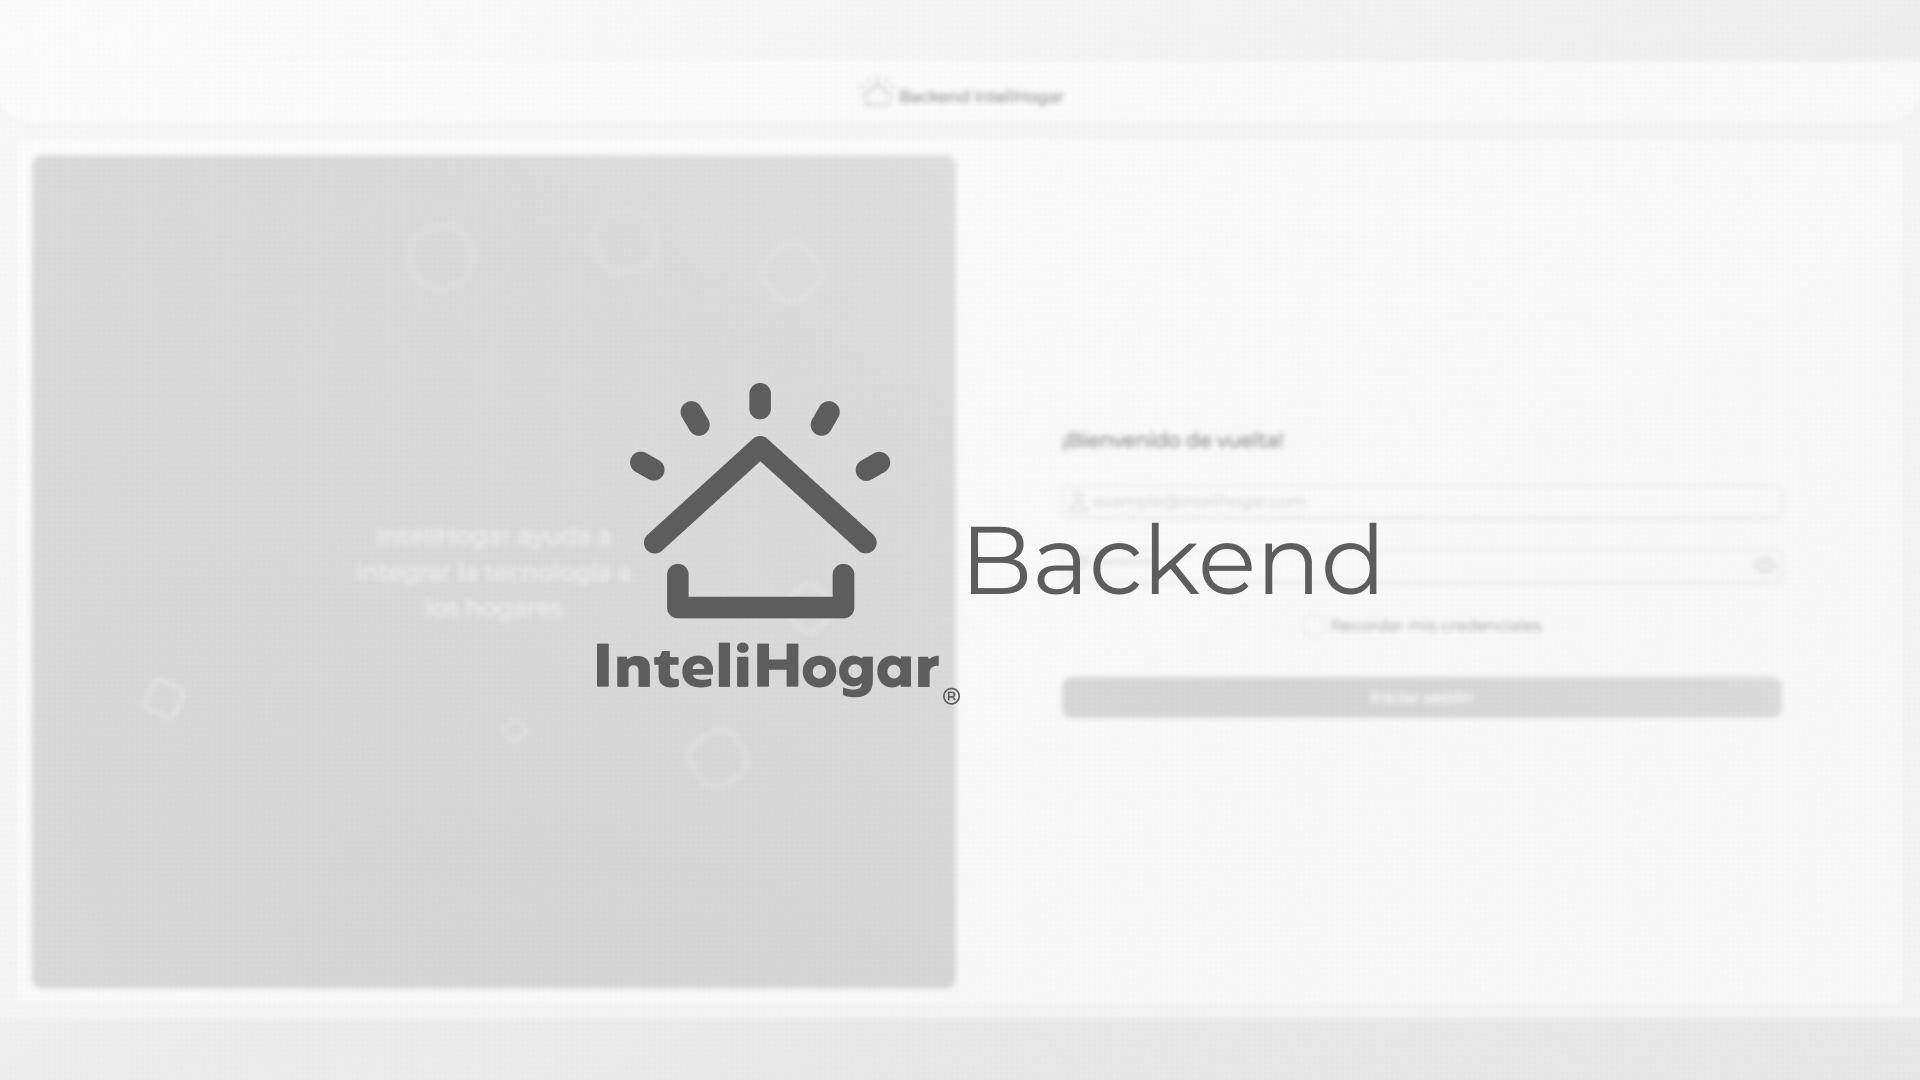 Backend InteliHogar
¡Bienvenido de vuelta!
example@intelihogar.com
InteliHogar ayuda a
integrar la tecnología a
los hogares
Backend
Recordar mis credenciales
InteliHogar®
Iniciar sesión